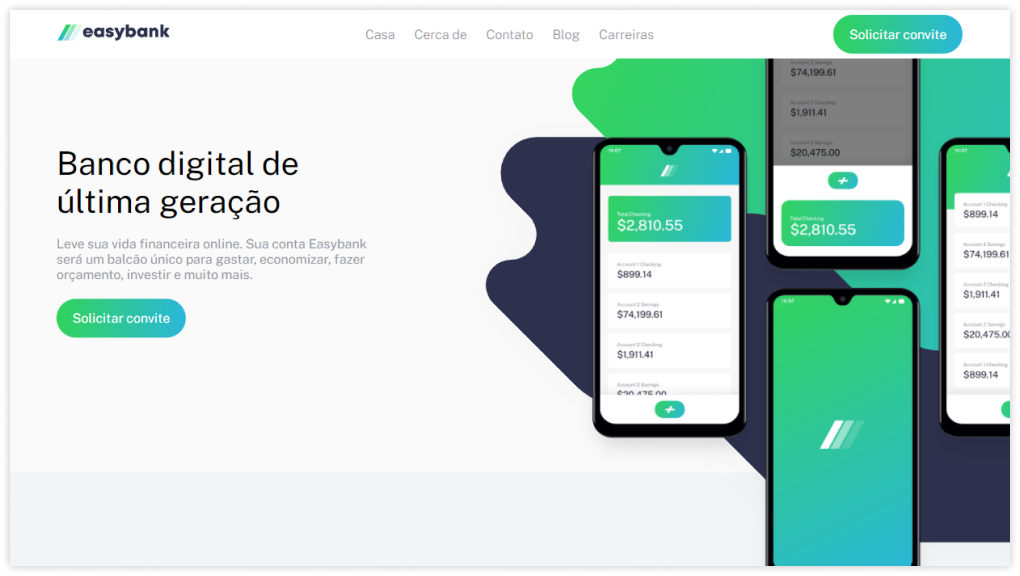 easybank
Casa Cerca de Contato Blog Carreiras
Solicitar convite
Banco digital de
última geração
Leve sua vida financeira online. Sua conta Easybank
será um balcão único para gastar, economizar, fazer
orçamento, investir e muito mais.
Solicitar convite
14:07
Total Checking
$2,810.55
Account 1 Checking
$899.14
Account 2 Savings
$74,199.61
Account 2 Checking
$1,911.41
Account 2 Savings
$20,475.00
Account 2 Savings
$74,199.61
Account 2 Checking
$1,911.41
Account 2 Savings
$20,475.00
Total Checking
$2,810.55
14:07
14:07
Account 1 Checking
$899.14
Account 2 Savings
$74,199.61
Account 2 Checking
$1,911.41
Account 2 Savings
$20,475.00
Account 1 Checking
$899.14